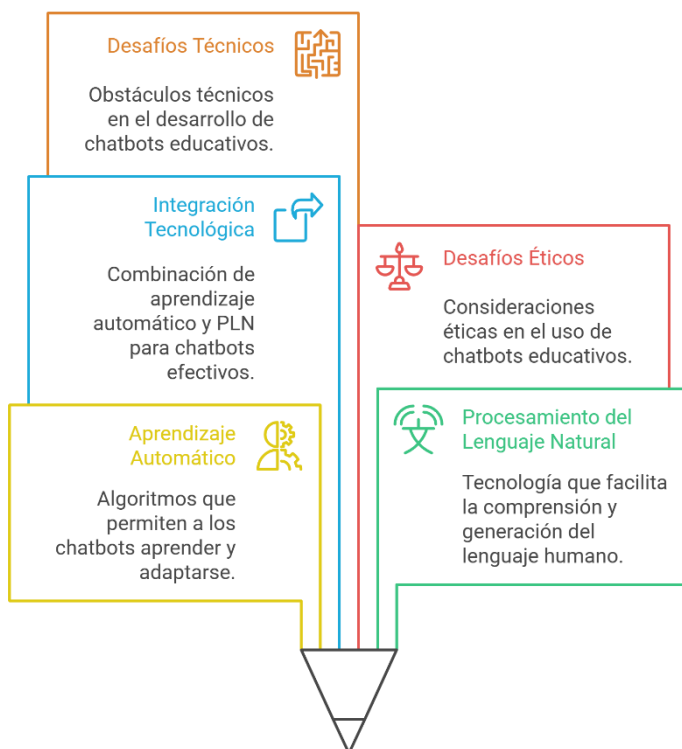 Desafíos Técnicos
Obstáculos técnicos
en el desarrollo de
chatbots educativos.
Integración
Tecnológica
Combinación de
aprendizaje
automático y PLN
para chatbots
efectivos.
Desafíos Éticos
Consideraciones
éticas en el uso de
chatbots educativos.
Aprendizaje
Automático
Algoritmos que
permiten a los
chatbots aprender y
adaptarse.
Procesamiento del
Lenguaje Natural
Tecnología que facilita
la comprensión y
generación del
lenguaje humano.